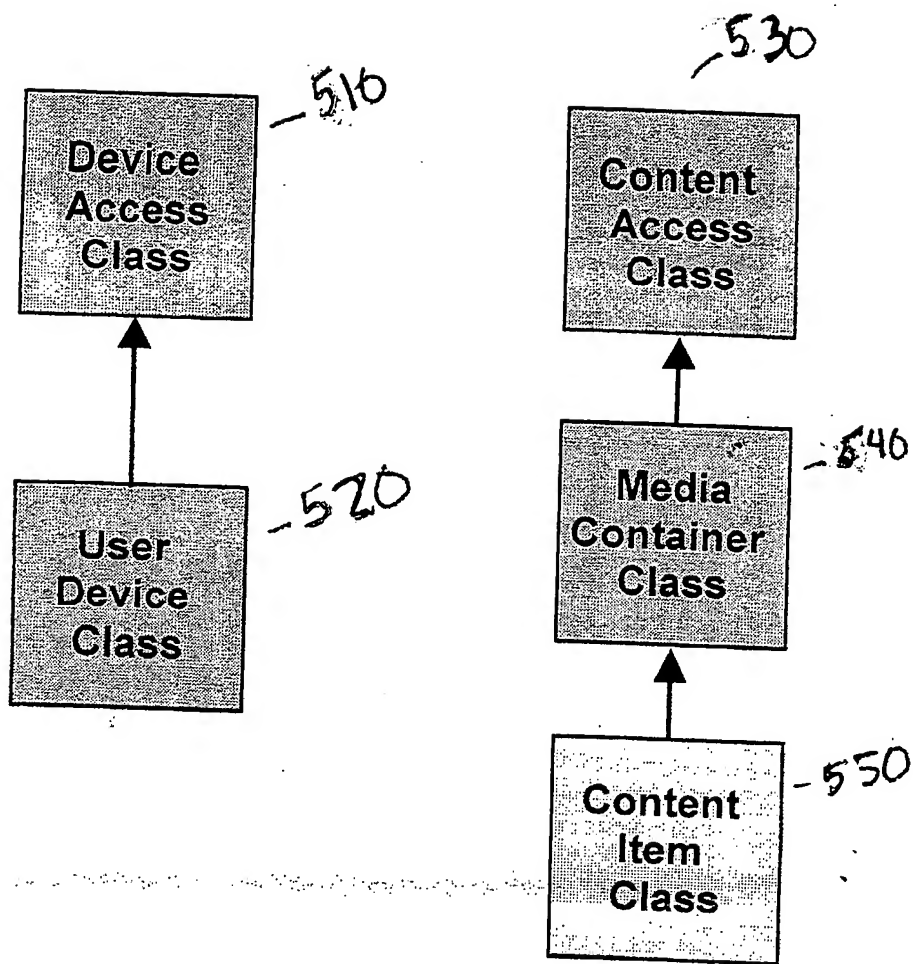 510
Device
Access
Class
520
User
Device
Class
530
Content
Access
Class
540
Media
Container
Class
550
Content
Item
Class